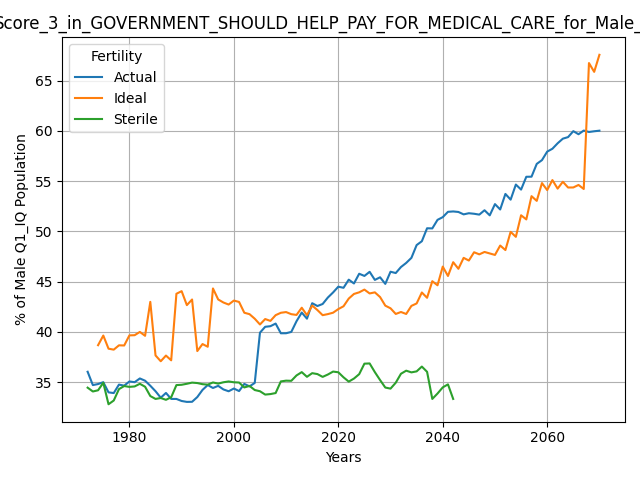 Score_3_in_GOVERNMENT_SHOULD_HELP_PAY_FOR_MEDICAL_CARE_for_Male_
Fertility
Actual
Ideal
Sterile
65
60
55
50
45
40
35
% of Male Q1_IQ Population
1980
2000
2020
2040
2060
Years